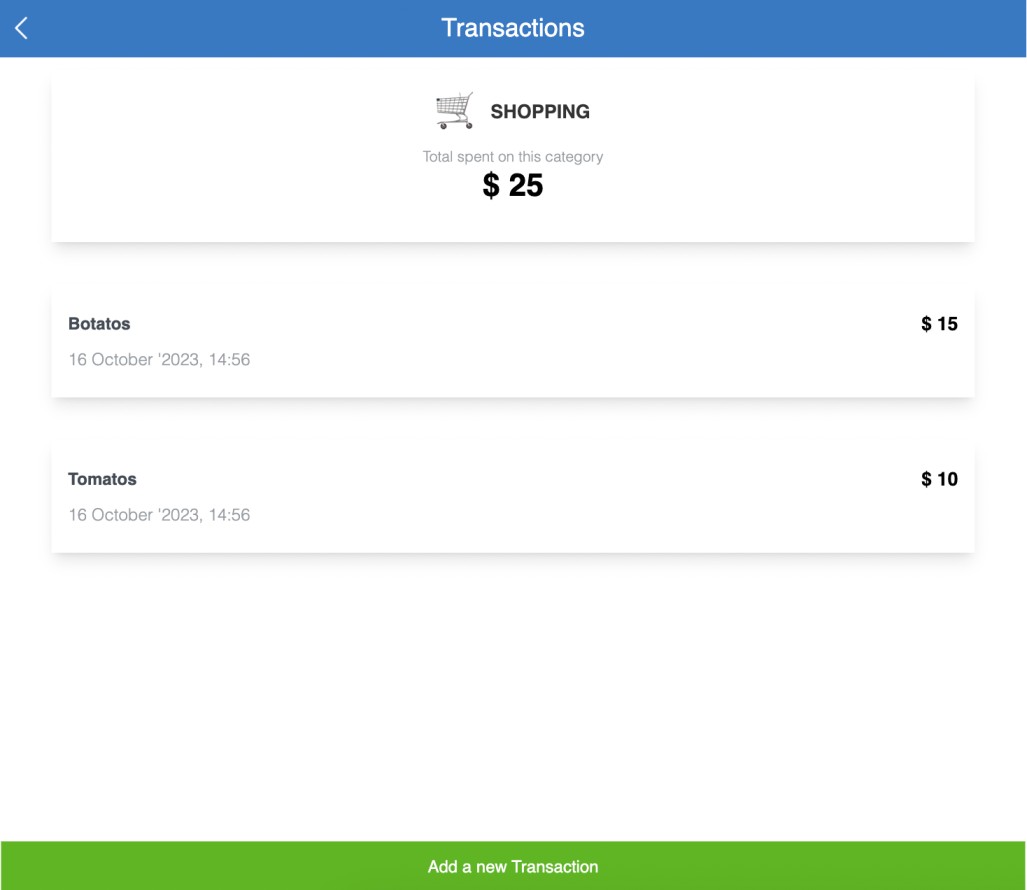 Transactions
SHOPPING
Total spent on this category
$ 25
Botatos
$ 15
16 October '2023, 14:56
Tomatos
$ 10
16 October '2023, 14:56
Add a new Transaction